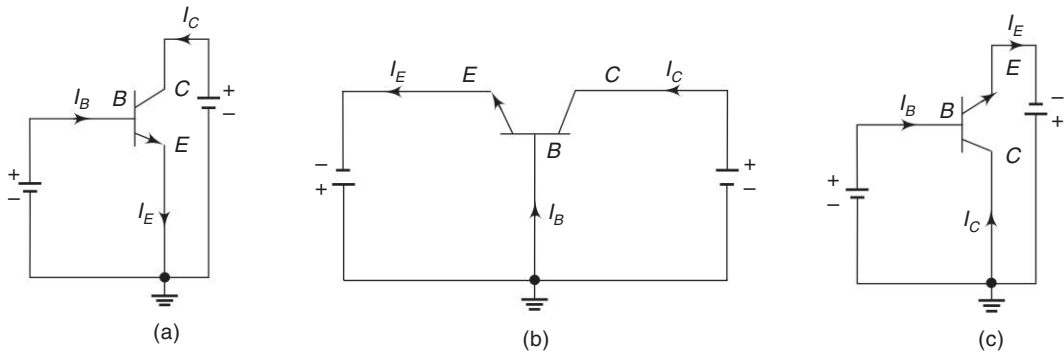 I_C
I_B B C +
–
E
+
–
I_E
(a)
I_E E C I_C
B
–
+
+
–
I_B
(b)
I_E
E
I_B B
–
+
C
+
–
I_C
(c)